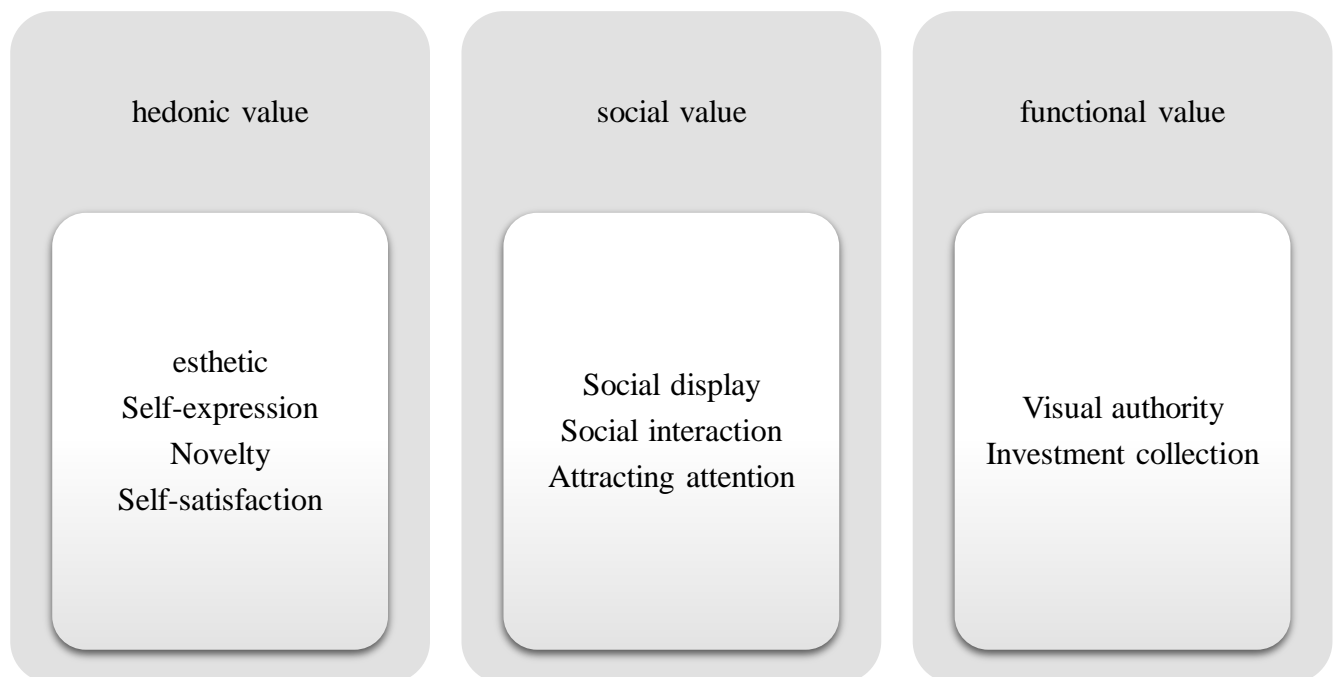 hedonic value
esthetic
Self-expression
Novelty
Self-satisfaction
social value
Social display
Social interaction
Attracting attention
functional value
Visual authority
Investment collection